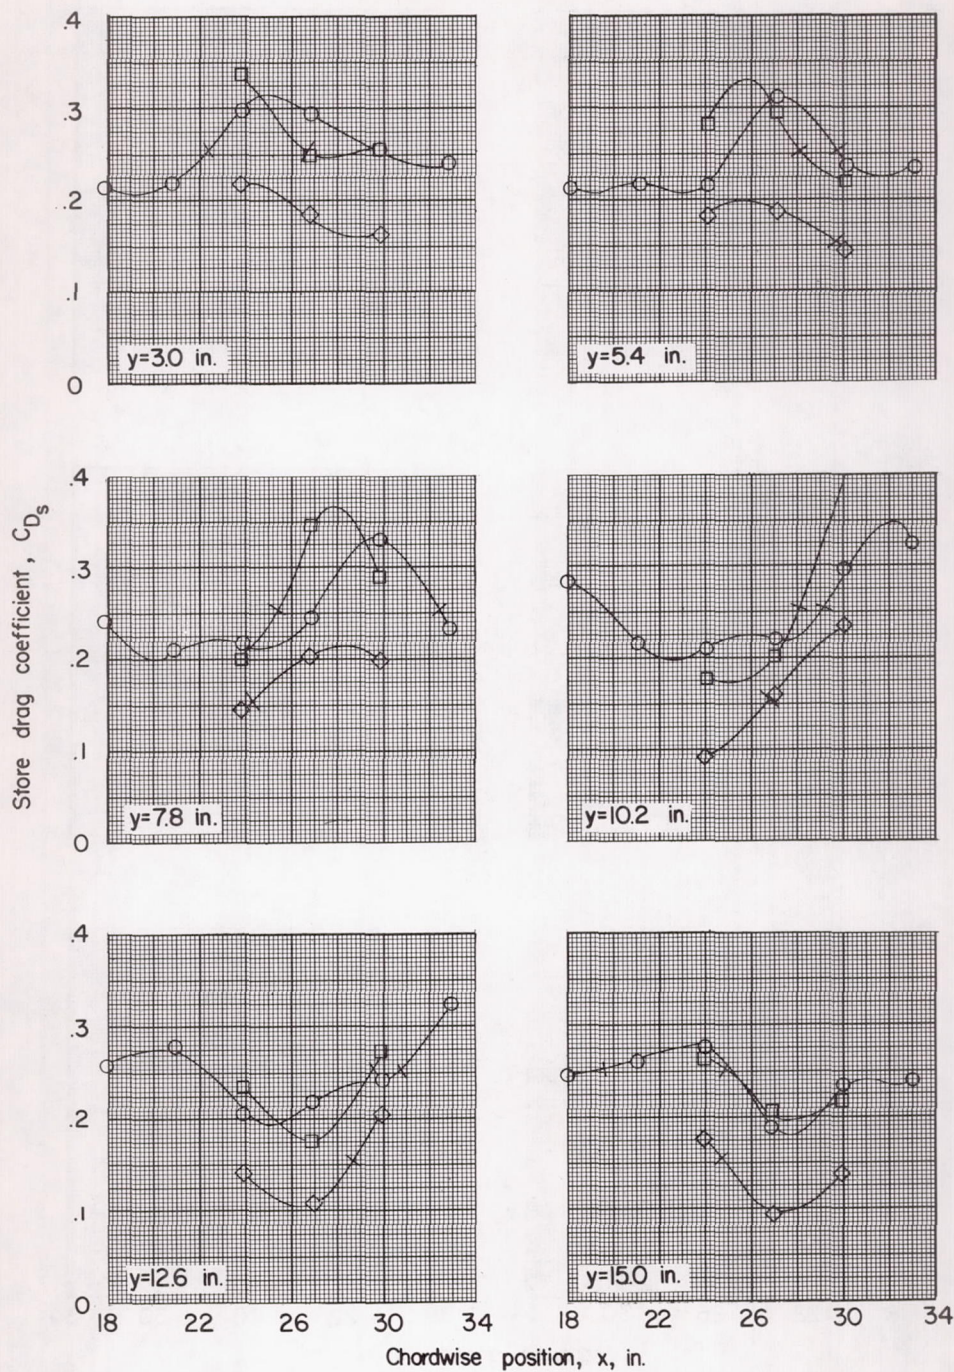 .4
.3
.2
.1
0
y=3.0 in.
y=5.4 in.
.4
.3
.2
.1
0
y=7.8 in.
y=10.2 in.
Store drag coefficient , CDs
.4
.3
.2
.1
0
y=12.6 in.
y=15.0 in.
18 22 26 30 34
18 22 26 30 34
Chordwise position, x, in.